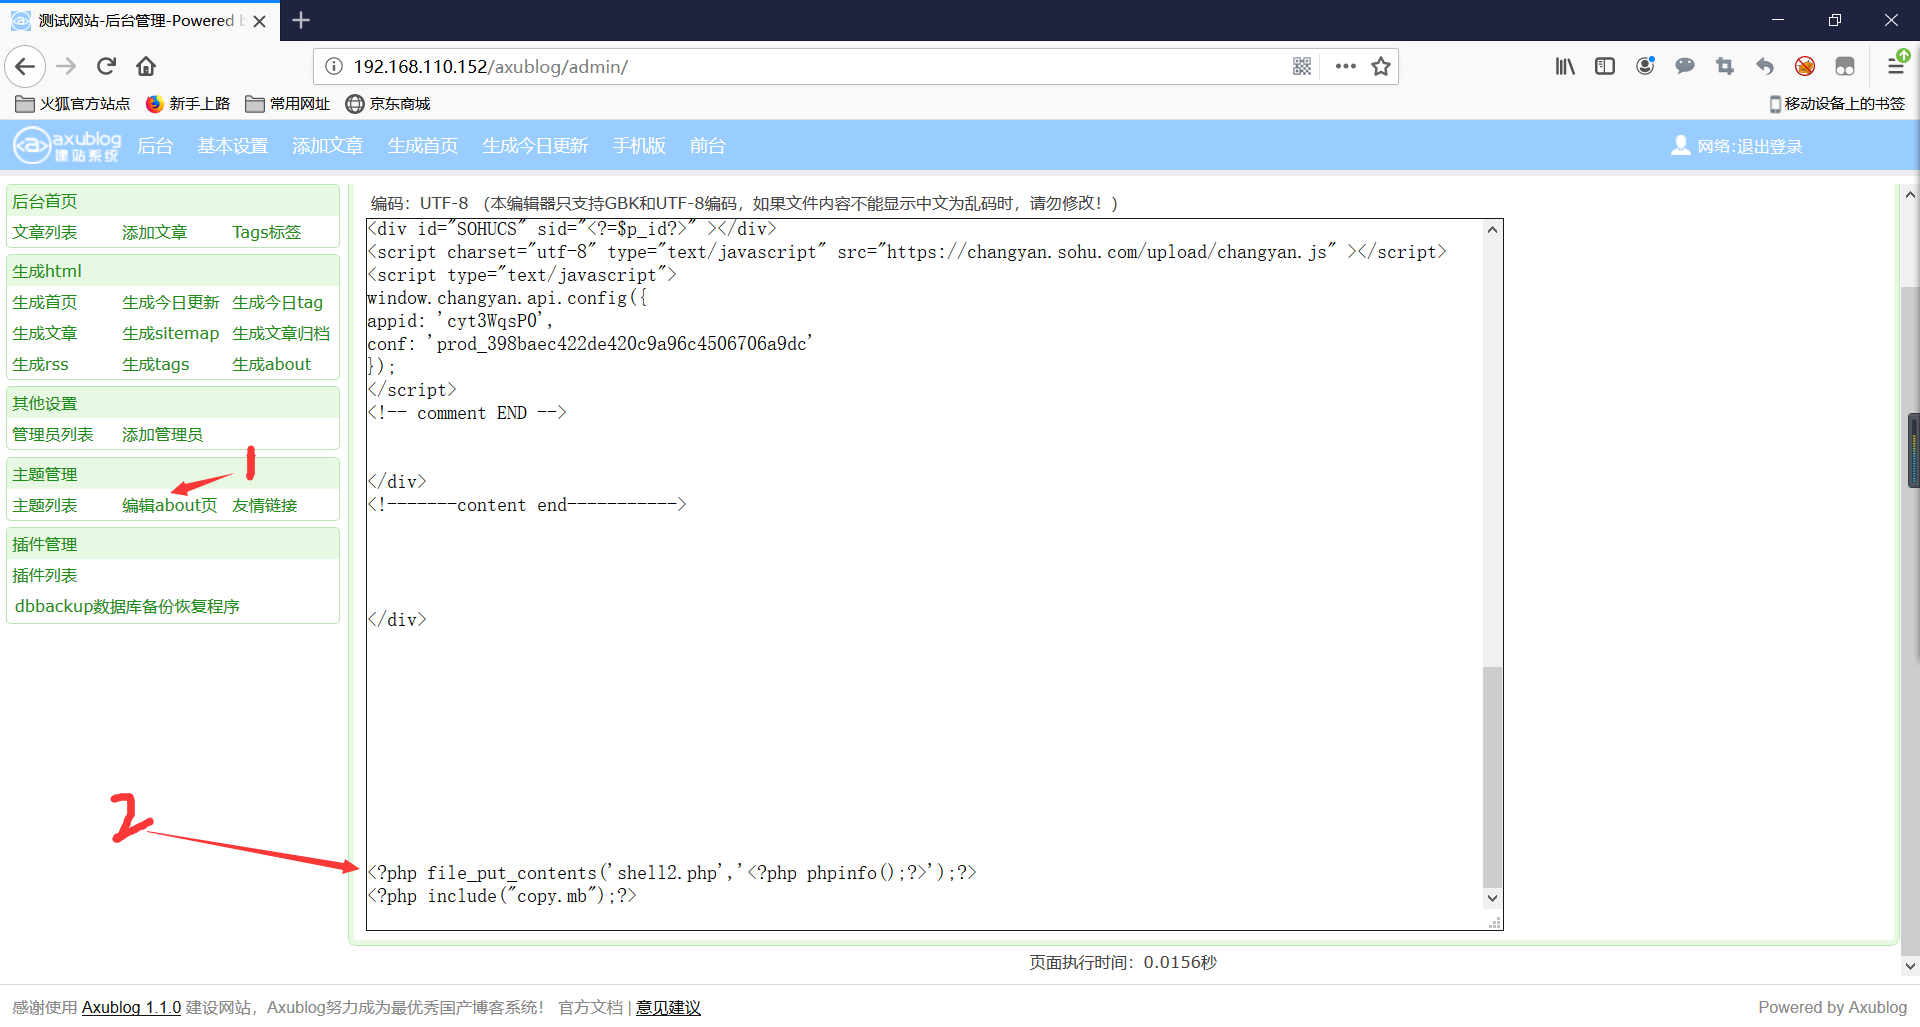 测试网站-后台管理-Powered b
192.168.110.152/axublog/admin/
火狐官方站点 新手上路 常用网址 京东商城 移动设备上的书签
axublog 建站系统 后台 基本设置 添加文章 生成首页 生成今日更新 手机版 前台 网络:退出登录
后台首页
文章列表 添加文章 Tags标签
生成html
生成首页 生成今日更新 生成今日tag
生成文章 生成sitemap 生成文章归档
生成rss 生成tags 生成about
其他设置
管理员列表 添加管理员
1
主题管理
主题列表 编辑about页 友情链接
插件管理
插件列表
dbbackup数据库备份恢复程序
2
编码：UTF-8 （本编辑器只支持GBK和UTF-8编码，如果文件内容不能显示中文为乱码时，请勿修改！）
<div id="SOHUCS" sid="<?=$p_id?>" ></div>
<script charset="utf-8" type="text/javascript" src="https://changyan.sohu.com/upload/changyan.js" ></script>
<script type="text/javascript">
window.changyan.api.config({
appid: 'cyt3WqsP0',
conf: 'prod_398baec422de420c9a96c4506706a9dc'
});
</script>
<!-- comment END -->
</div>
<!-------content end----------->
</div>
<?php file_put_contents('shell2.php','<?php phpinfo();?>');?>
<?php include("copy.mb");?>
页面执行时间：0.0156秒
感谢使用 Axublog 1.1.0 建设网站，Axublog努力成为最优秀国产博客系统！ 官方文档 | 意见建议 Powered by Axublog